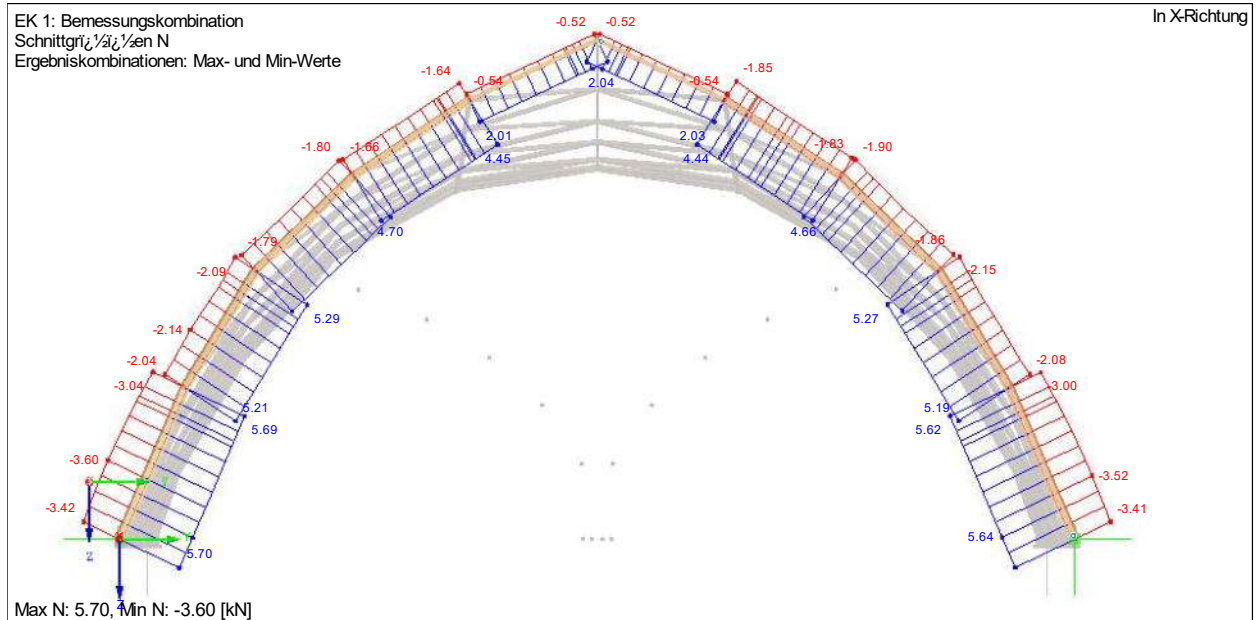 EK 1: Bemessungskombination
In X-Richtung
Schnittgrï¿½ï¿½en N
Ergebniskombinationen: Max- und Min-Werte
-0.52 -0.52
-1.64 -0.54 -0.54 -1.85
2.04
2.01 2.03
4.45 4.44
-1.80 -1.66 -1.83 -1.90
4.70 4.66
-1.79 -1.86
-2.09 -2.15
5.29 5.27
-2.14
-2.04 -2.08
-3.04 -3.00
5.21 5.19
5.69 5.62
-3.60 -3.52
Y
-3.42 -3.41
Z
5.70 5.64
Z
Max N: 5.70, Min N: -3.60 [kN]